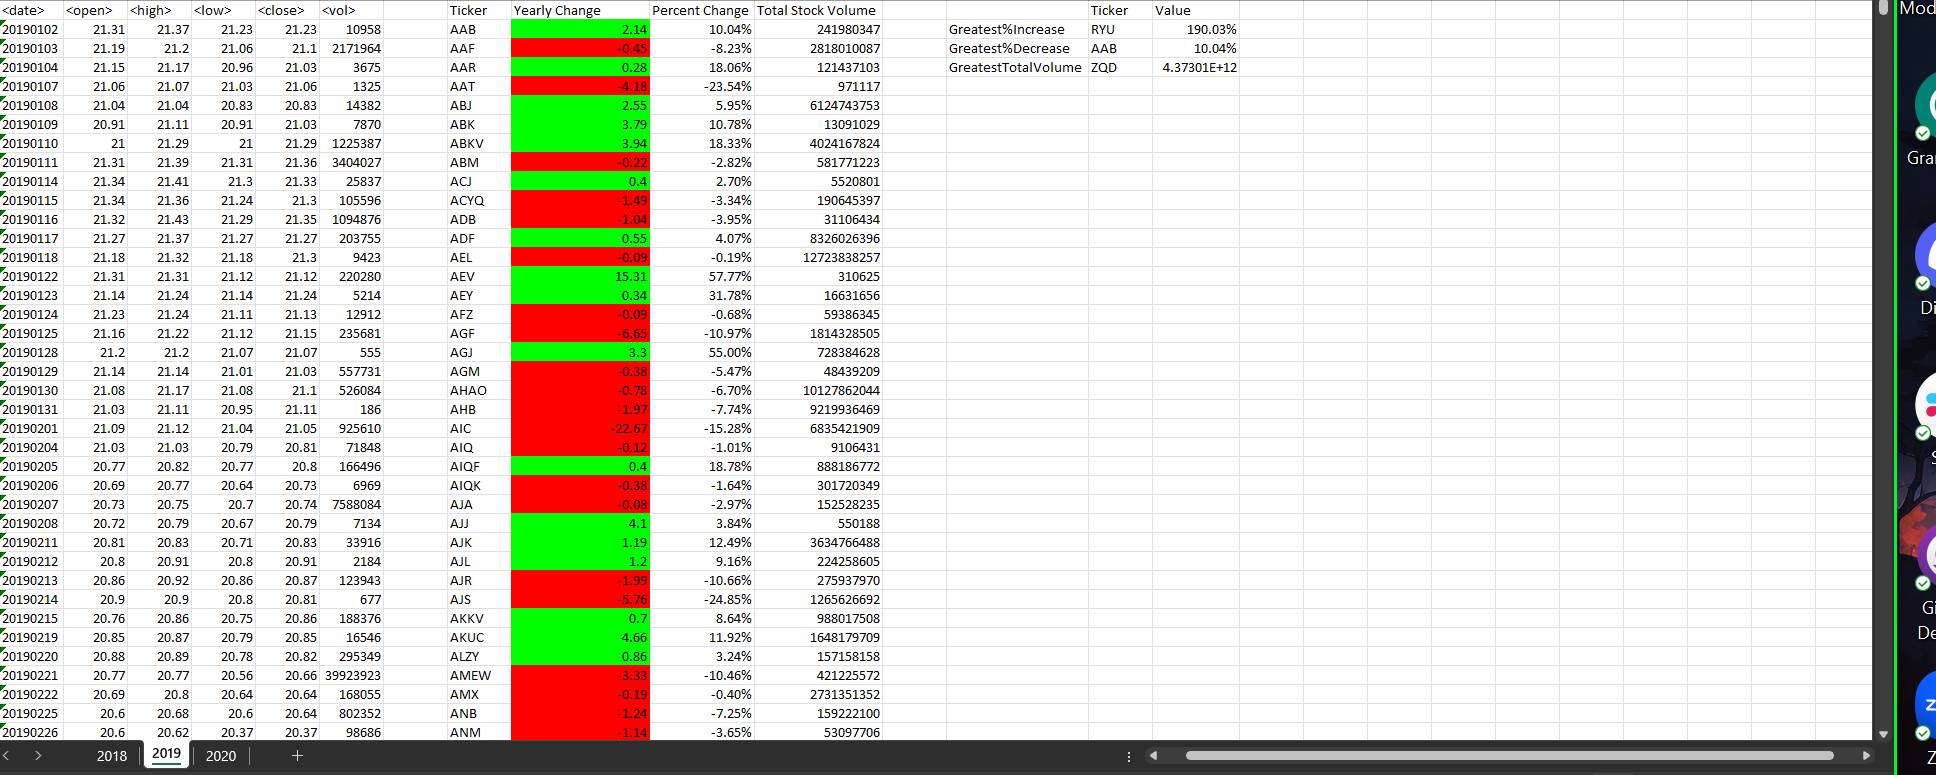 <date> <open> <high> <low> <close> <vol> Ticker Yearly Change Percent Change Total Stock Volume Ticker Value
20190102 21.31 21.37 21.23 21.23 10958 AAB 2.14 10.04% 241980347 Greatest%Increase RYU 190.03%
20190103 21.19 21.2 21.06 21.1 2171964 AAF -0.45 -8.23% 2818010087 Greatest%Decrease AAB 10.04%
20190104 21.15 21.17 20.96 21.03 3675 AAR 0.28 18.06% 121437103 GreatestTotalVolume ZQD 4.37301E+12
20190107 21.06 21.07 21.03 21.06 1325 AAT -4.18 -23.54% 971117
20190108 21.04 21.04 20.83 20.83 14382 ABJ 2.55 5.95% 6124743753
20190109 20.91 21.11 20.91 21.03 7870 ABK 3.79 10.78% 13091029
20190110 21 21.29 21 21.29 1225387 ABKV 3.94 18.33% 4024167824
20190111 21.31 21.39 21.31 21.36 3404027 ABM -0.22 -2.82% 581771223
20190114 21.34 21.41 21.3 21.33 25837 ACJ 0.4 2.70% 5520801
20190115 21.34 21.36 21.24 21.3 105596 ACYQ -1.49 -3.34% 190645397
20190116 21.32 21.43 21.29 21.35 1094876 ADB -1.04 -3.95% 31106434
20190117 21.27 21.37 21.27 21.27 203755 ADF 0.55 4.07% 8326026396
20190118 21.18 21.32 21.18 21.3 9423 AEL -0.09 -0.19% 12723838257
20190122 21.31 21.31 21.12 21.12 220280 AEV 15.31 57.77% 310625
20190123 21.14 21.24 21.14 21.24 5214 AEY 0.34 31.78% 16631656
20190124 21.23 21.24 21.11 21.13 12912 AFZ -0.09 -0.68% 59386345
20190125 21.16 21.22 21.12 21.15 235681 AGF -6.65 -10.97% 1814328505
20190128 21.2 21.2 21.07 21.07 555 AGJ 3.3 55.00% 728384628
20190129 21.14 21.14 21.01 21.03 557731 AGM -0.38 -5.47% 48439209
20190130 21.08 21.17 21.08 21.1 526084 AHAO -0.78 -6.70% 10127862044
20190131 21.03 21.11 20.95 21.11 186 AHB -1.97 -7.74% 9219936469
20190201 21.09 21.12 21.04 21.05 925610 AIC -22.67 -15.28% 6835421909
20190204 21.03 21.03 20.79 20.81 71848 AIQ -0.12 -1.01% 9106431
20190205 20.77 20.82 20.77 20.8 166496 AIQF 0.4 18.78% 888186772
20190206 20.69 20.77 20.64 20.73 6969 AIQK -0.38 -1.64% 301720349
20190207 20.73 20.75 20.7 20.74 7588084 AJA -0.08 -2.97% 152528235
20190208 20.72 20.79 20.67 20.79 7134 AJJ 4.1 3.84% 550188
20190211 20.81 20.83 20.71 20.83 33916 AJK 1.19 12.49% 3634766488
20190212 20.8 20.91 20.8 20.91 2184 AJL 1.2 9.16% 224258605
20190213 20.86 20.92 20.86 20.87 123943 AJR -1.99 -10.66% 275937970
20190214 20.9 20.9 20.8 20.81 677 AJS -5.76 -24.85% 1265626692
20190215 20.76 20.86 20.75 20.86 188376 AKKV 0.7 8.64% 988017508
20190219 20.85 20.87 20.79 20.85 16546 AKUC 4.66 11.92% 1648179709
20190220 20.88 20.89 20.78 20.82 295349 ALZY 0.86 3.24% 157158158
20190221 20.77 20.77 20.56 20.66 39923923 AMEW -3.33 -10.46% 421225572
20190222 20.69 20.8 20.64 20.64 168055 AMX -0.19 -0.40% 2731351352
20190225 20.6 20.68 20.6 20.64 802352 ANB -1.24 -7.25% 159222100
20190226 20.6 20.62 20.37 20.37 98686 ANM -1.14 -3.65% 53097706
2018 2019 2020
Mod
Gra
Di
S
Gi
De
Z